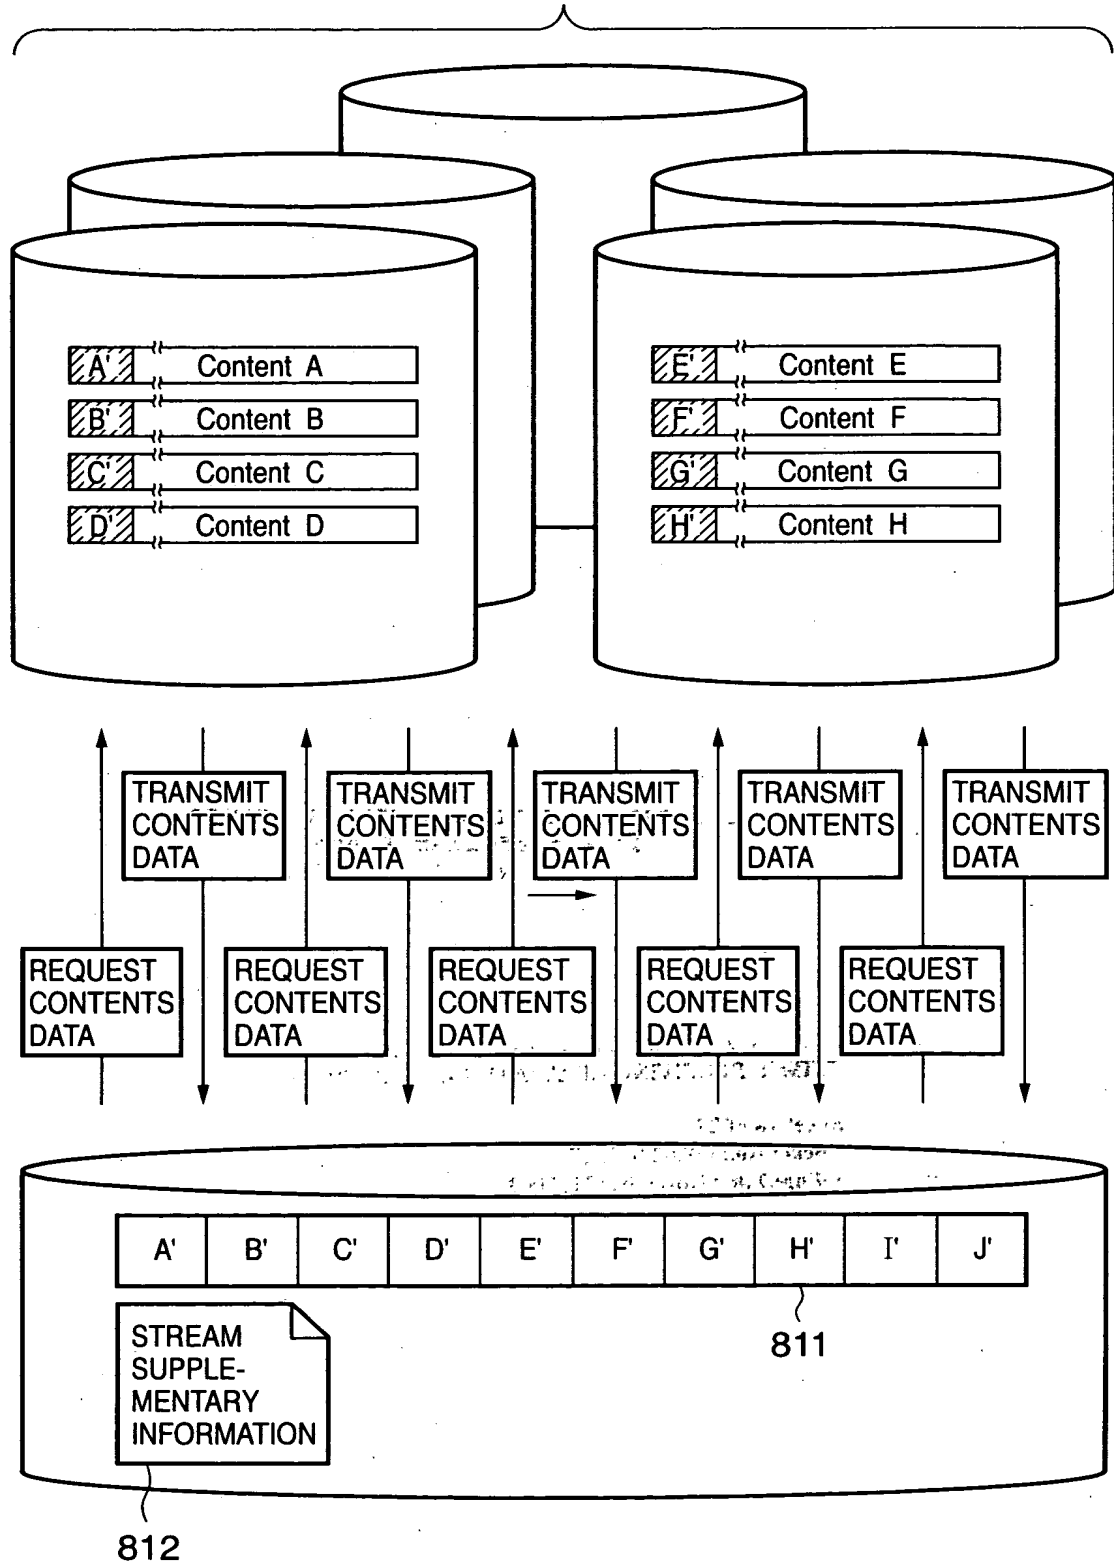 A' Content A
B' Content B
C' Content C
D' Content D
E' Content E
F' Content F
G' Content G
H' Content H
TRANSMIT
CONTENTS
DATA
TRANSMIT
CONTENTS
DATA
TRANSMIT
CONTENTS
DATA
TRANSMIT
CONTENTS
DATA
TRANSMIT
CONTENTS
DATA
REQUEST
CONTENTS
DATA
REQUEST
CONTENTS
DATA
REQUEST
CONTENTS
DATA
REQUEST
CONTENTS
DATA
REQUEST
CONTENTS
DATA
A' B' C' D' E' F' G' H' I' J'
811
STREAM
SUPPLE-
MENTARY
INFORMATION
812